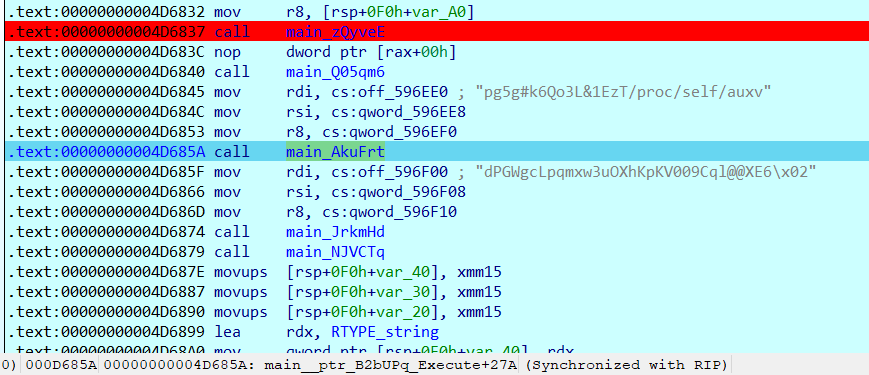 .text:00000000004D6832 mov r8, [rsp+0F0h+var_A0]
.text:00000000004D6837 call main_zQyveE
.text:00000000004D683C nop dword ptr [rax+00h]
.text:00000000004D6840 call main_Q05qm6
.text:00000000004D6845 mov rdi, cs:off_596EE0 ; "pg5g#k6Qo3L&1EzT/proc/self/auxv"
.text:00000000004D684C mov rsi, cs:qword_596EE8
.text:00000000004D6853 mov r8, cs:qword_596EF0
.text:00000000004D685A call main_AkuFrt
.text:00000000004D685F mov rdi, cs:off_596F00 ; "dPGWgcLpqmxw3uOXhKpKV009Cql@@XE6\x02"
.text:00000000004D6866 mov rsi, cs:qword_596F08
.text:00000000004D686D mov r8, cs:qword_596F10
.text:00000000004D6874 call main_JrkmHd
.text:00000000004D6879 call main_NJVCTq
.text:00000000004D687E movups [rsp+0F0h+var_40], xmm15
.text:00000000004D6887 movups [rsp+0F0h+var_30], xmm15
.text:00000000004D6890 movups [rsp+0F0h+var_20], xmm15
.text:00000000004D6899 lea rdx, RTYPE_string
.text:00000000004D68A0 mov qword ptr [rsp+0F0h+var_40], rdx
0) 000D685A 00000000004D685A: main__ptr_B2bUPq_Execute+27A (Synchronized with RIP)